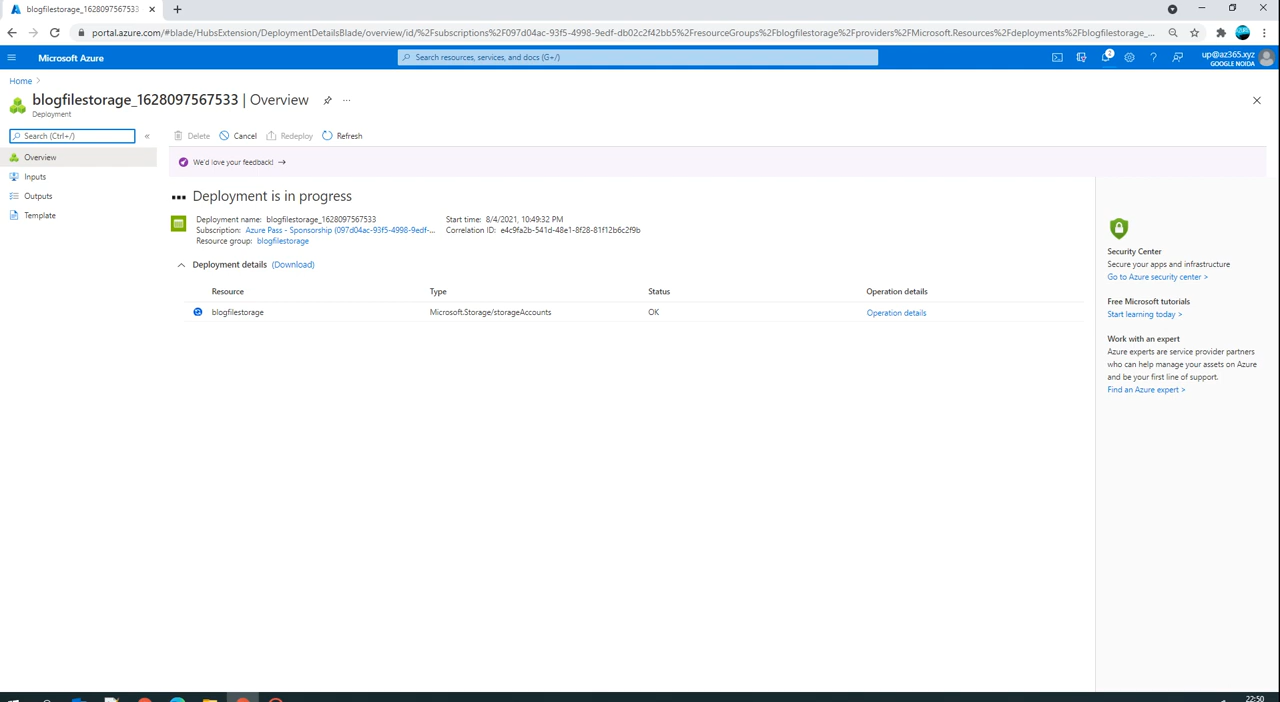 blogfilestorage_1628097567533
portal.azure.com/#blade/HubsExtension/DeploymentDetailsBlade/overview/id/%2Fsubscriptions%2F097d04ac-93f5-4998-9edf-db02c2f42bb5%2FresourceGroups%2Fblogfilestorage%2Fproviders%2FMicrosoft.Resources%2Fdeployments%2Fblogfilestorage_...
Microsoft Azure
Search resources, services, and docs (G+/)
2
up@az365.xyz
GOOGLE NOIDA
Home >
blogfilestorage_1628097567533 | Overview ...
Deployment
Search (Ctrl+/) «
Delete Cancel Redeploy Refresh
Overview
Inputs
Outputs
Template
We'd love your feedback! →
Deployment is in progress
Deployment name: blogfilestorage_1628097567533 Start time: 8/4/2021, 10:49:32 PM
Subscription: Azure Pass - Sponsorship (097d04ac-93f5-4998-9edf-... Correlation ID: e4c9fa2b-541d-48e1-8f28-81f12b6c2f9b
Resource group: blogfilestorage
Deployment details (Download)
Resource Type Status Operation details
blogfilestorage Microsoft.Storage/storageAccounts OK Operation details
Security Center
Secure your apps and infrastructure
Go to Azure security center >
Free Microsoft tutorials
Start learning today >
Work with an expert
Azure experts are service provider partners
who can help manage your assets on Azure
and be your first line of support.
Find an Azure expert >
22:50